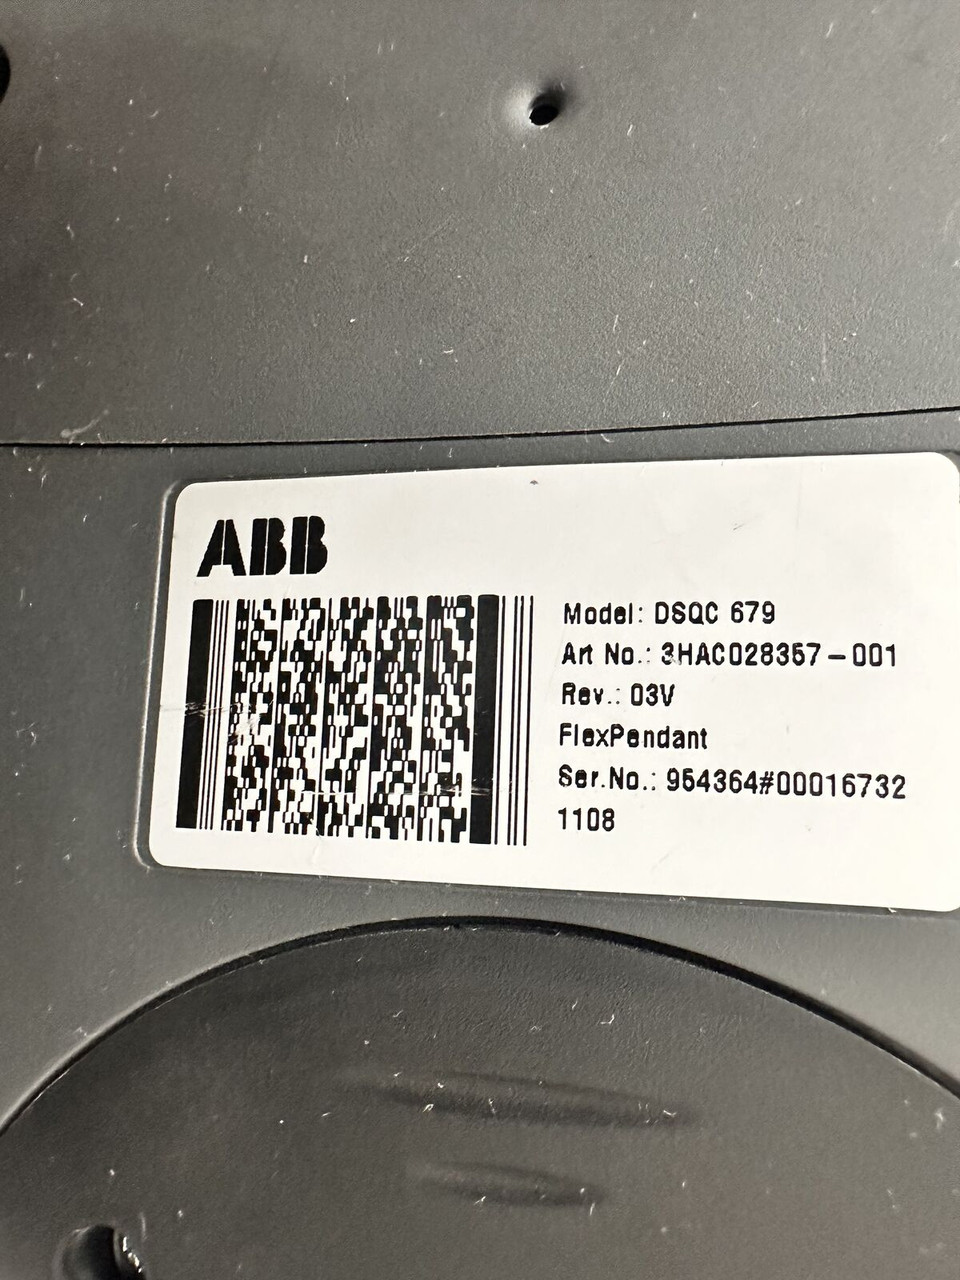 ABB
Model: DSQC 679
Art No.: 3HAC028357-001
Rev.: 03V
FlexPendant
Ser.No.: 954364#00016732
1108